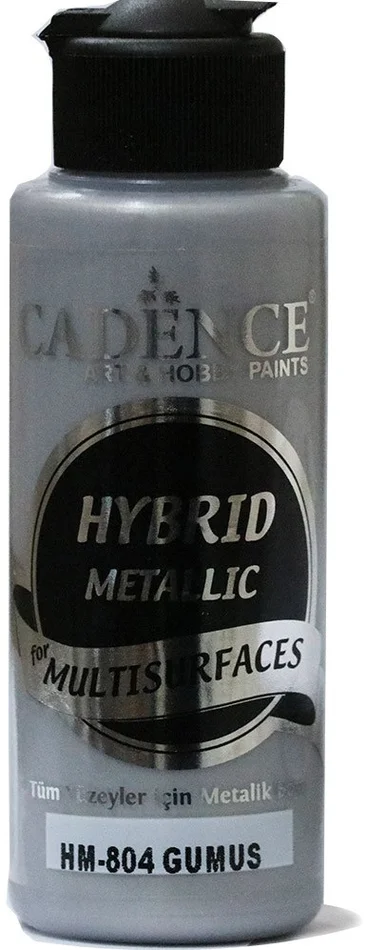 CADENCE®
ART & HOBBY PAINTS
HYBRID
METALLIC
for
MULTISURFACES
Tüm Yüzeyler için Metalik
HM-804 GUMUS